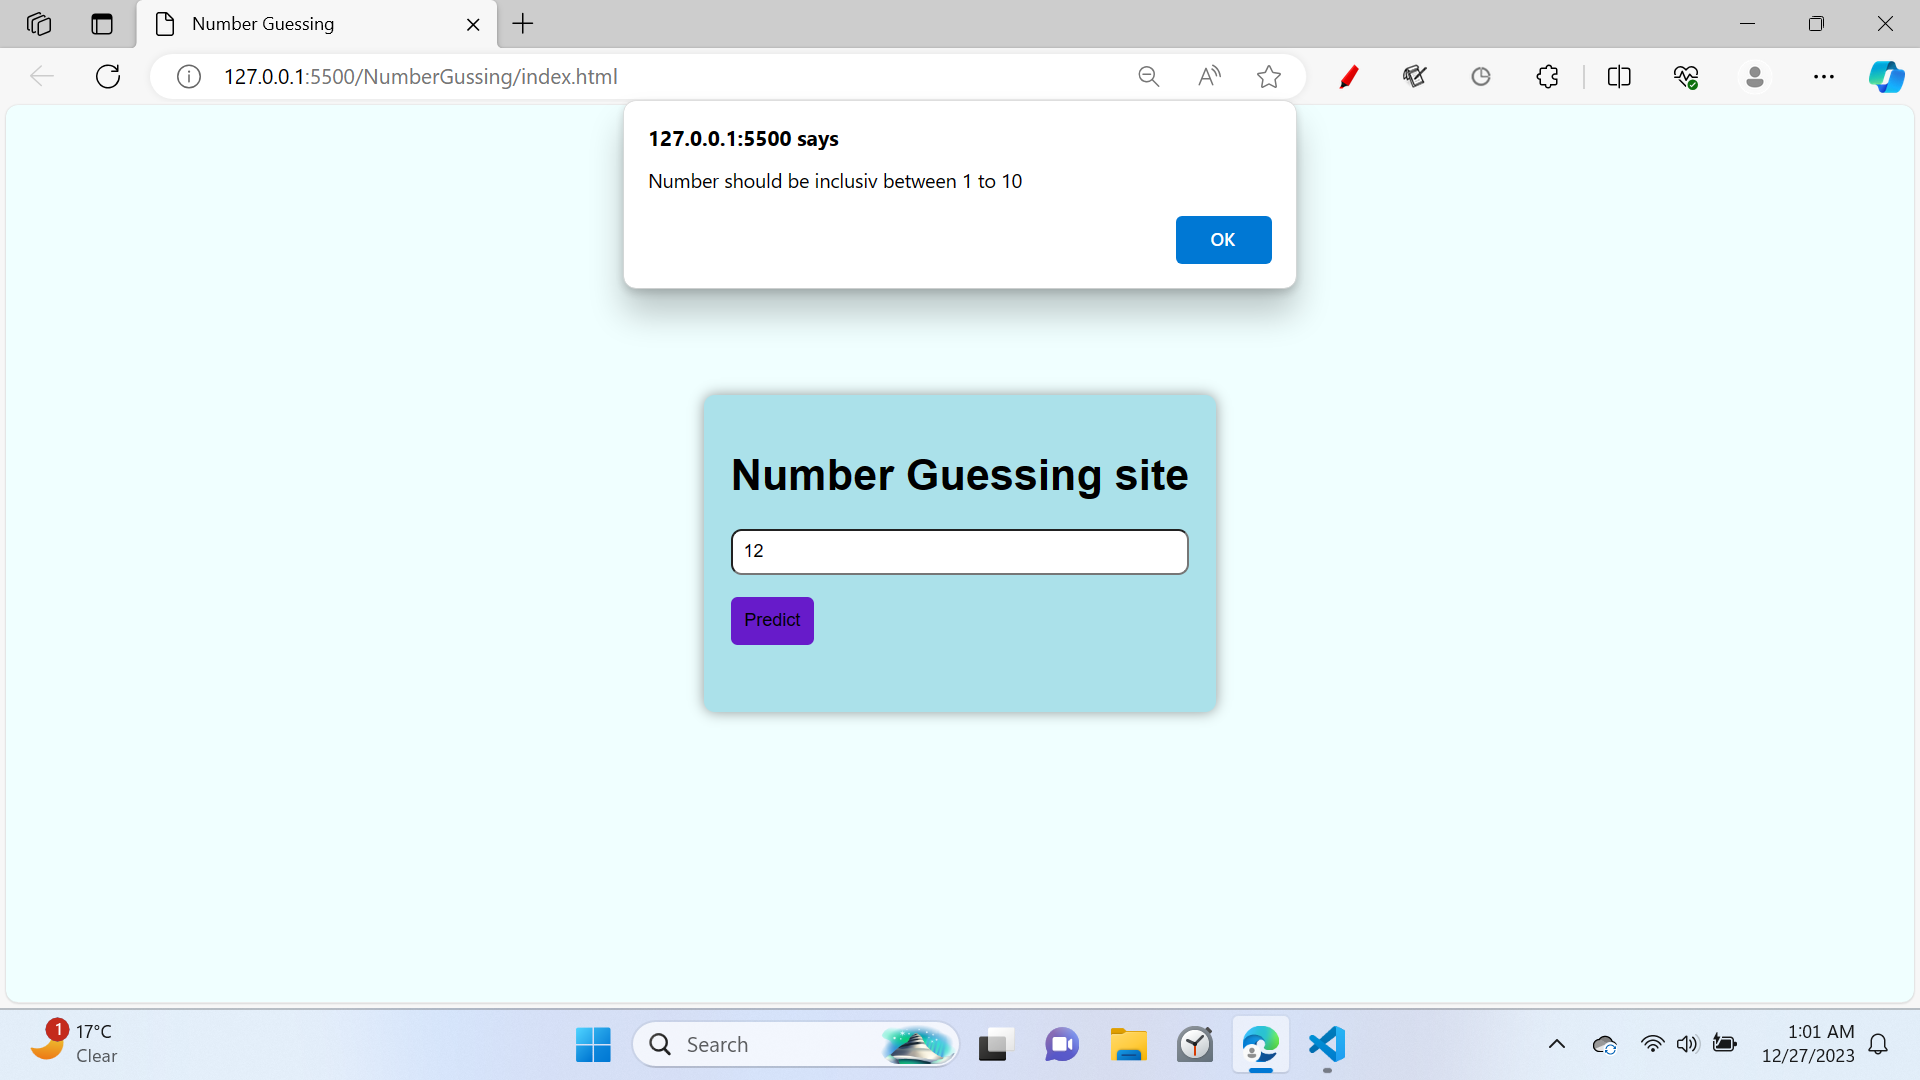 Number Guessing
127.0.0.1:5500/NumberGussing/index.html
127.0.0.1:5500 says
Number should be inclusiv between 1 to 10
OK
Number Guessing site
12
Predict
1
17°C
Clear
Search
1:01 AM
12/27/2023